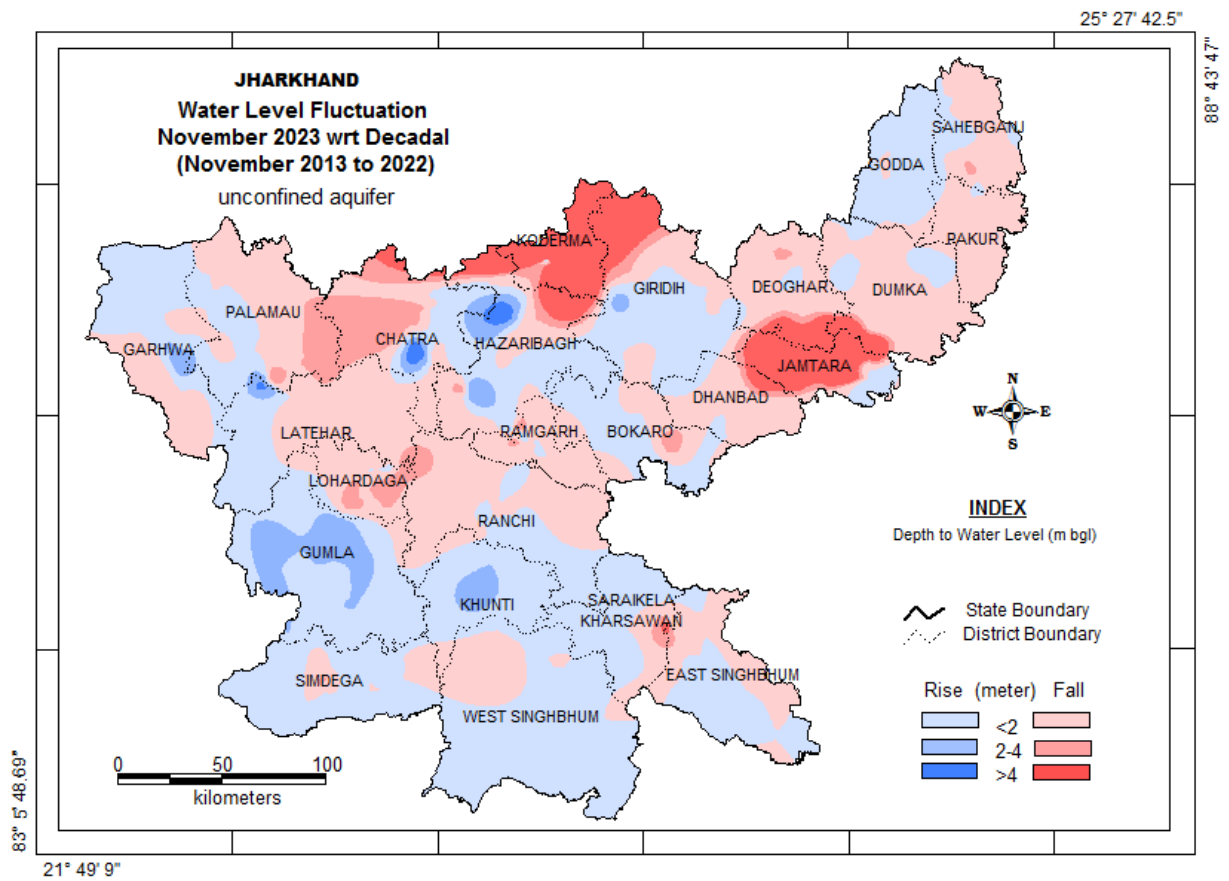 25° 27' 42.5"
88° 43' 47"
JHARKHAND
Water Level Fluctuation
November 2023 wrt Decadal
(November 2013 to 2022)
unconfined aquifer
SAHEBGANJ
GODDA
PAKUR
KODERMA
GIRIDIH
DEOGHAR
DUMKA
PALAMAU
CHATRA
HAZARIBAGH
GARHWA
JAMTARA
DHANBAD
LATEHAR
RAMGARH
BOKARO
LOHARDAGA
RANCHI
GUMLA
KHUNTI
SARAIKELA
KHARSAWAN
SIMDEGA
EAST SINGHBHUM
WEST SINGHBHUM
N
W E
S
INDEX
Depth to Water Level (m bgl)
State Boundary
District Boundary
Rise (meter) Fall
<2
2-4
>4
0 50 100
kilometers
83° 5' 48.69"
21° 49' 9"